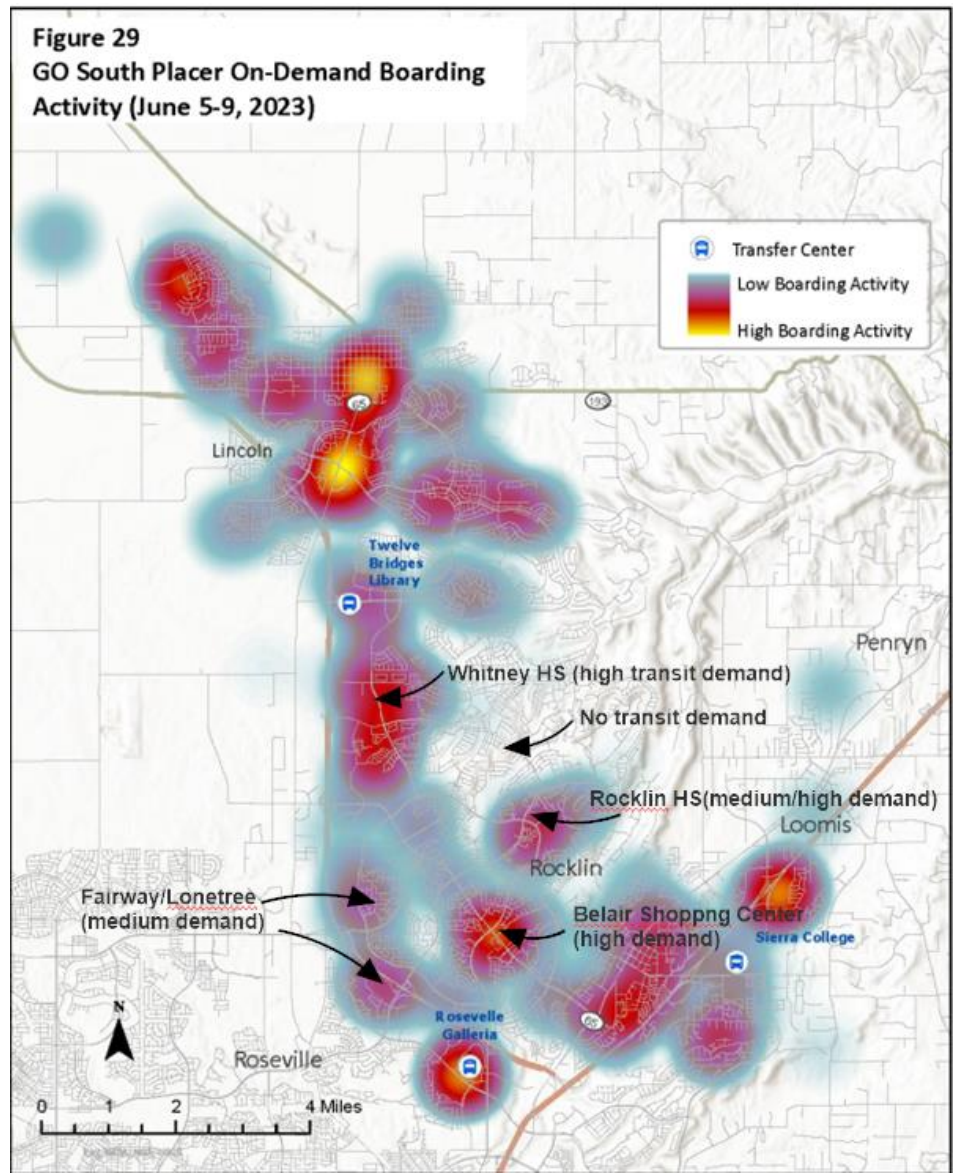 Figure 29
GO South Placer On-Demand Boarding
Activity (June 5-9, 2023)
Transfer Center
Low Boarding Activity
High Boarding Activity
65
193
Lincoln
Twelve
Bridges
Library
Penryn
Whitney HS (high transit demand)
No transit demand
Rocklin HS(medium/high demand)
Loomis
Rocklin
Fairway/Lonetree
(medium demand)
Belair Shoppng Center
(high demand)
Sierra College
65
Rosevelle
Galleria
N
Roseville
0 2 4 Miles